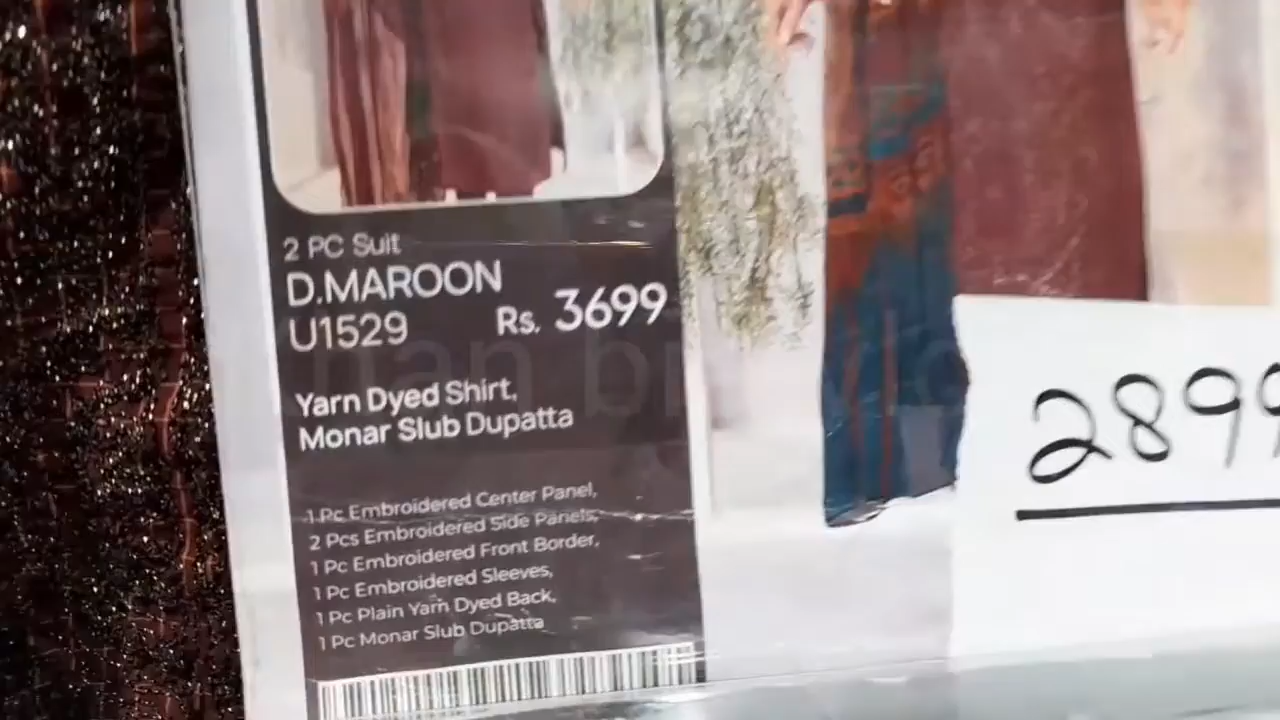 2 PC Suit
D.MAROON
U1529
Rs. 3699
Yarn Dyed Shirt,
Monar Slub Dupatta
1 Pc Embroidered Center Panel,
2 Pcs Embroidered Side Panels,
1 Pc Embroidered Front Border,
1 Pc Embroidered Sleeves,
1 Pc Plain Yarn Dyed Back,
1 Pc Monar Slub Dupatta
2899